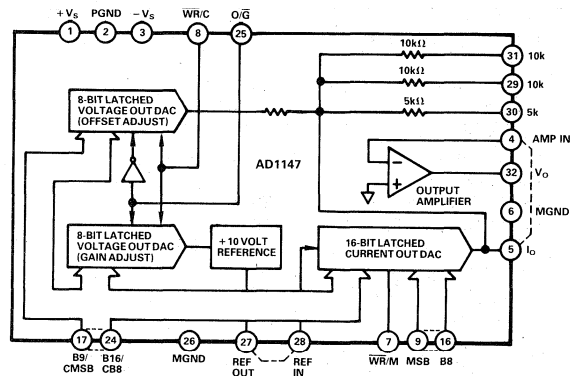 +VS PGND −VS W̅R̅/C O/G̅
1 2 3 8 25
10kΩ 31 10k
10kΩ 29 10k
5kΩ 30 5k
8-BIT LATCHED
VOLTAGE OUT DAC
(OFFSET ADJUST)
4 AMP IN
AD1147
− 32 VO
+
OUTPUT
AMPLIFIER
6 MGND
8-BIT LATCHED
VOLTAGE OUT DAC
(GAIN ADJUST)
+10 VOLT
REFERENCE
16-BIT LATCHED
CURRENT OUT DAC
5 IO
17 24 26 27 28 7 9 16
B9/
CMSB
B16/
CB8
MGND
REF
OUT
REF
IN
W̅R̅/M
MSB
B8